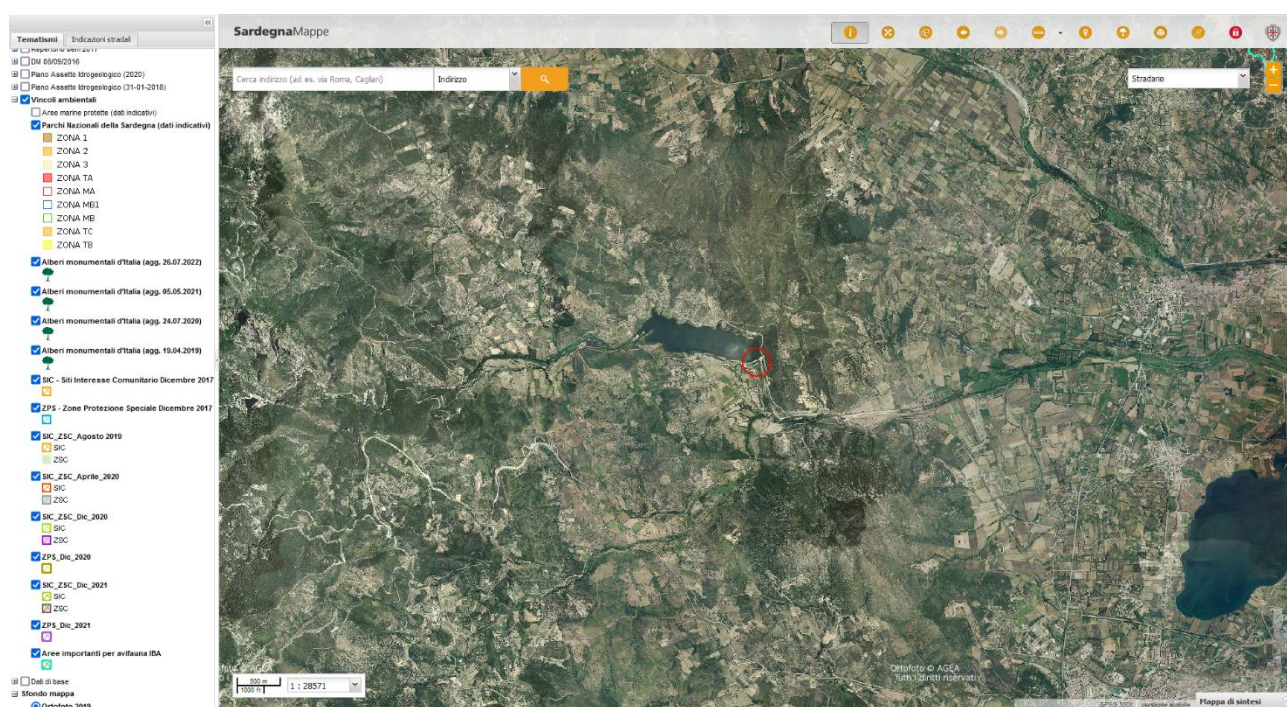 Tematismi
Indicazioni stradali
Repertorio Beni 2017
DM 08/09/2016
Piano Assetto Idrogeologico (2020)
Piano Assetto Idrogeologico (31-01-2018)
Vincoli ambientali
Aree marine protette (dati indicativi)
Parchi Nazionali della Sardegna (dati indicativi)
ZONA 1
ZONA 2
ZONA 3
ZONA TA
ZONA MA
ZONA MB1
ZONA MB
ZONA TC
ZONA TB
Alberi monumentali d'Italia (agg. 26.07.2022)
Alberi monumentali d'Italia (agg. 05.05.2021)
Alberi monumentali d'Italia (agg. 24.07.2020)
Alberi monumentali d'Italia (agg. 19.04.2019)
SIC - Siti Interesse Comunitario Dicembre 2017
ZPS - Zone Protezione Speciale Dicembre 2017
SIC_ZSC_Agosto 2019
SIC
ZSC
SIC_ZSC_Aprile_2020
SIC
ZSC
SIC_ZSC_Dic_2020
SIC
ZSC
ZPS_Dic_2020
SIC_ZSC_Dic_2021
SIC
ZSC
ZPS_Dic_2021
Aree importanti per avifauna IBA
Dati di base
Sfondo mappa
Ortofoto 2019
SardegnaMappe
Cerca indirizzo (ad es. via Roma, Cagliari)
Indirizzo
Stradario
500 m
1000 ft
1 : 28571
Ortofoto © AGEA
Tutti i diritti riservati
versione mobile
Mappa di sintesi